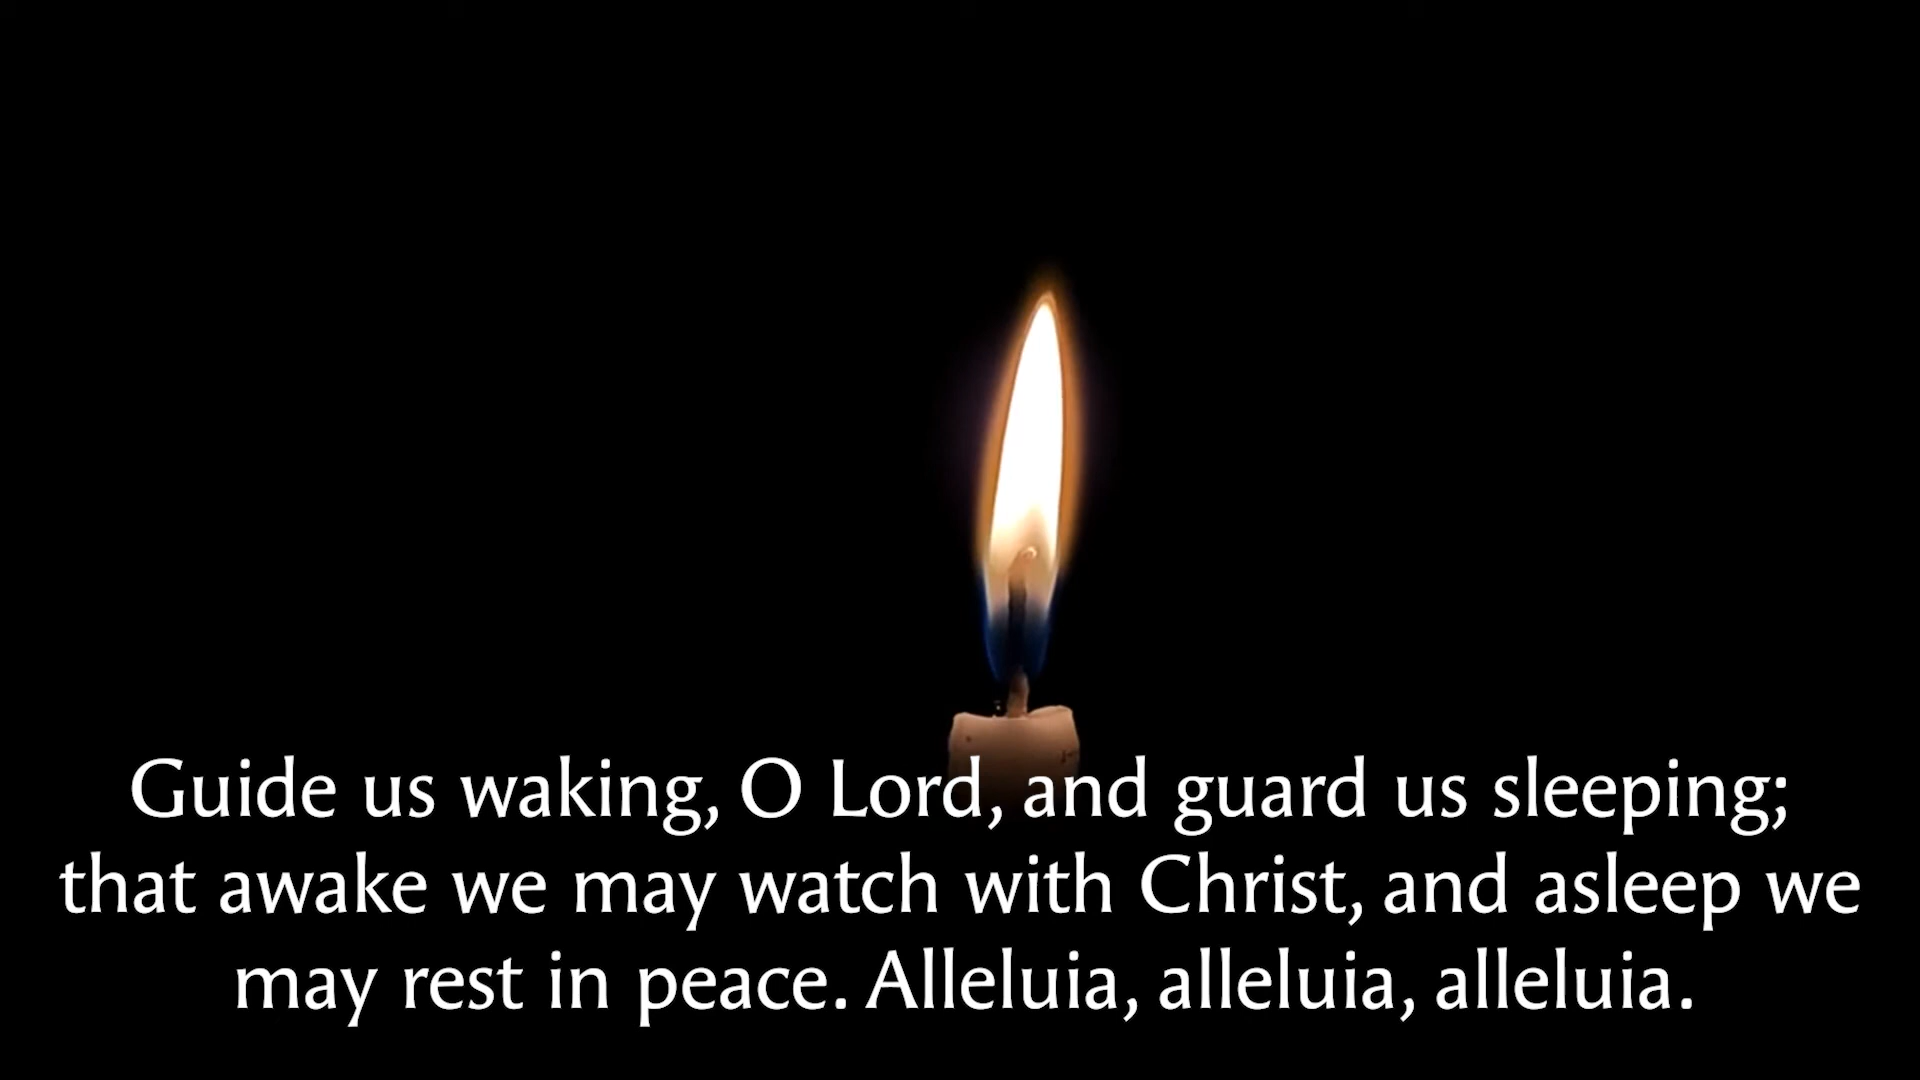 Guide us waking, O Lord, and guard us sleeping;
that awake we may watch with Christ, and asleep we
may rest in peace. Alleluia, alleluia, alleluia.